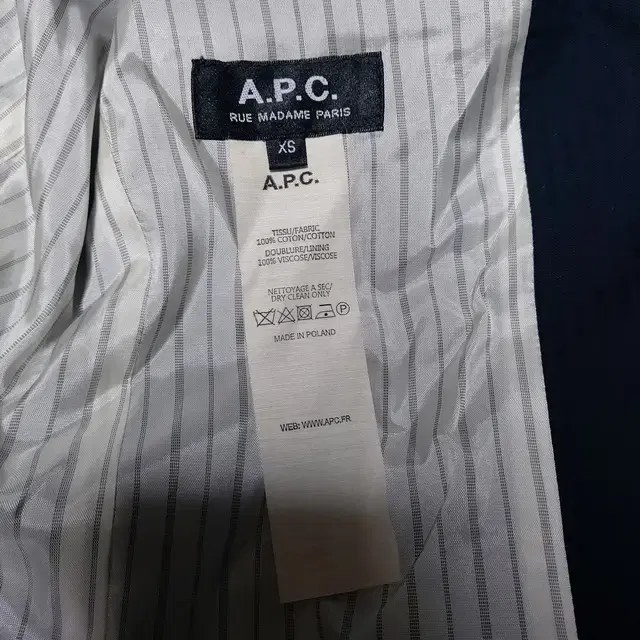 A.P.C.
RUE MADAME PARIS
XS
A.P.C.
TISSU/FABRIC
100% COTON/COTTON
DOUBLURE/LINING
100% VISCOSE/VISCOSE
NETTOYAGE A SEC/
DRY CLEAN ONLY
P
MADE IN POLAND
WEB: WWW.APC.FR